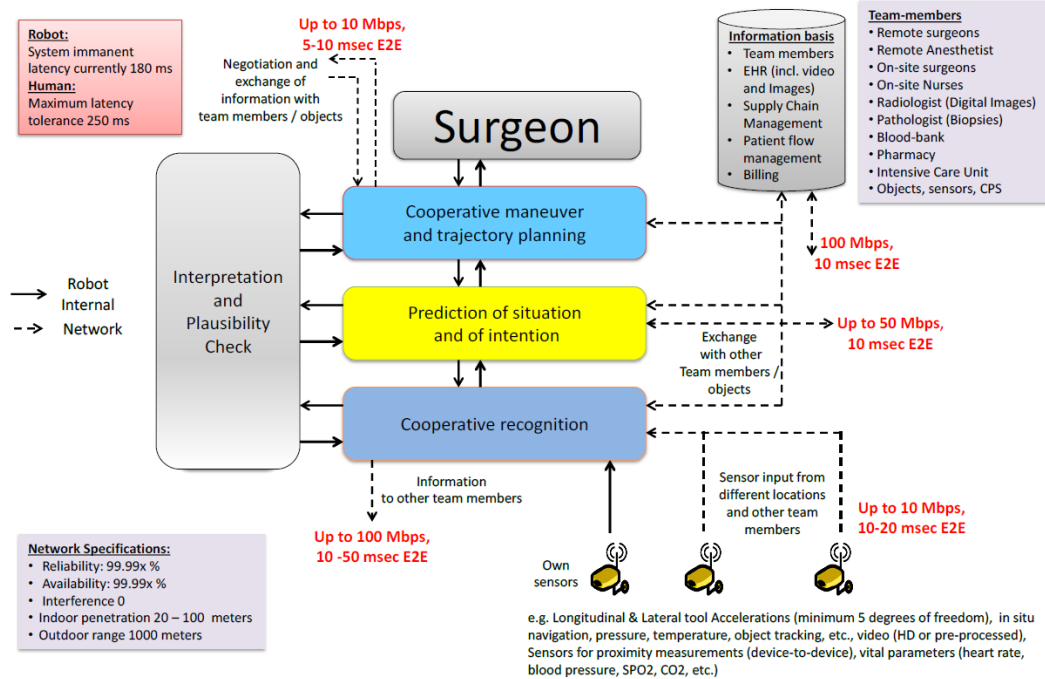 Robot:
System immanent
latency currently 180 ms
Human:
Maximum latency
tolerance 250 ms
Up to 10 Mbps,
5-10 msec E2E
Negotiation and
exchange of
information with
team members / objects
Surgeon
Information basis
• Team members
• EHR (incl. video
and Images)
• Supply Chain
Management
• Patient flow
management
• Billing
Team-members
• Remote surgeons
• Remote Anesthetist
• On-site surgeons
• On-site Nurses
• Radiologist (Digital Images)
• Pathologist (Biopsies)
• Blood-bank
• Pharmacy
• Intensive Care Unit
• Objects, sensors, CPS
Cooperative maneuver
and trajectory planning
100 Mbps,
10 msec E2E
Robot
Internal
Network
Interpretation
and
Plausibility
Check
Prediction of situation
and of intention
Up to 50 Mbps,
10 msec E2E
Exchange
with other
Team members /
objects
Cooperative recognition
Information
to other team members
Up to 100 Mbps,
10 -50 msec E2E
Sensor input from
different locations
and other team
members
Up to 10 Mbps,
10-20 msec E2E
Network Specifications:
• Reliability: 99.99x %
• Availability: 99.99x %
• Interference 0
• Indoor penetration 20 – 100 meters
• Outdoor range 1000 meters
Own
sensors
e.g. Longitudinal & Lateral tool Accelerations (minimum 5 degrees of freedom), in situ
navigation, pressure, temperature, object tracking, etc., video (HD or pre-processed),
Sensors for proximity measurements (device-to-device), vital parameters (heart rate,
blood pressure, SPO2, CO2, etc.)